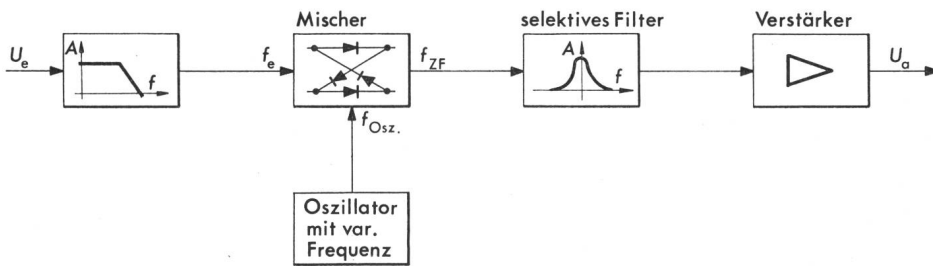 Mischer
selektives Filter
Verstärker
U_e
A
f
f_e
f_ZF
A
f
U_a
f_Osz.
Oszillator
mit var.
Frequenz